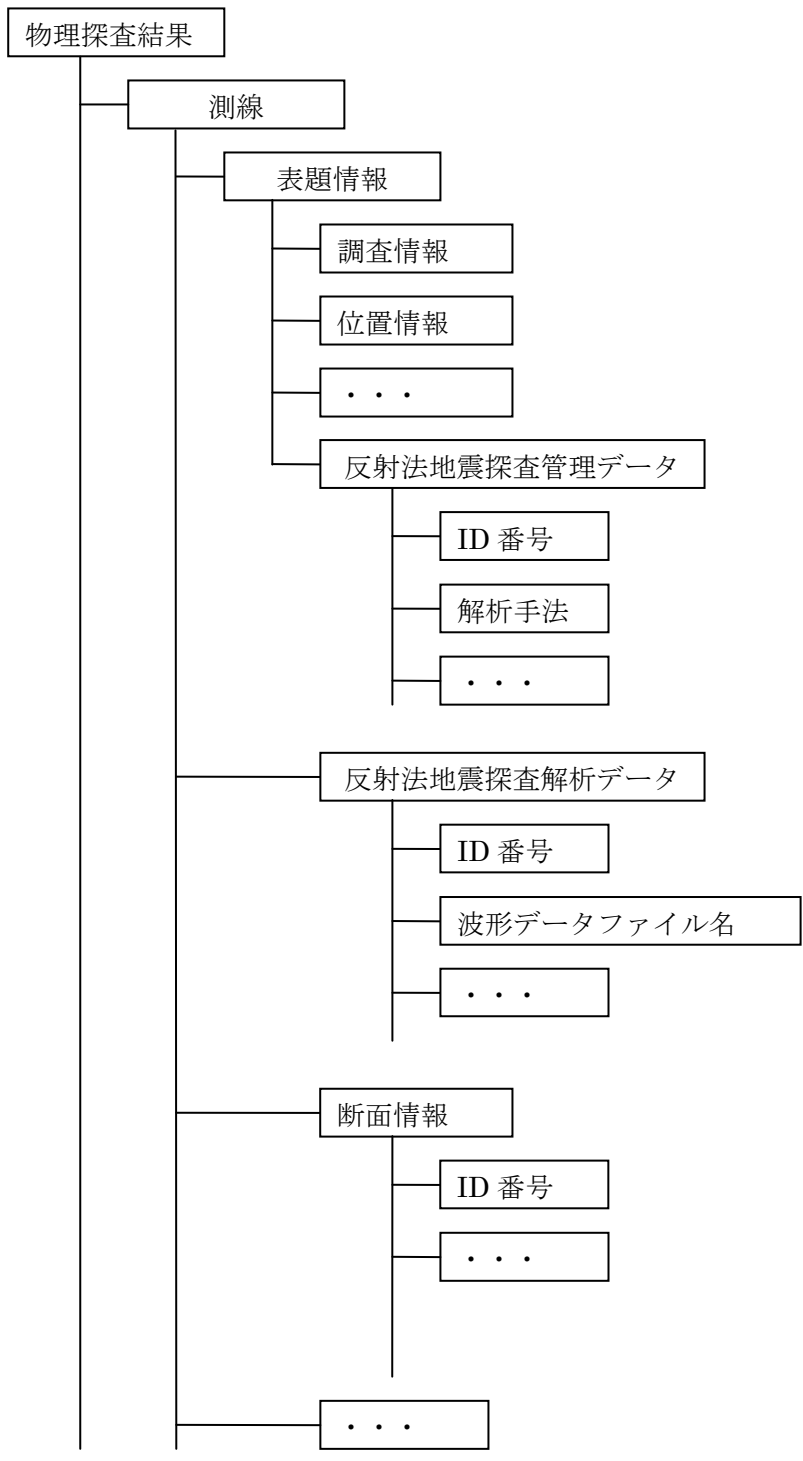 物理探査結果
測線
表題情報
調査情報
位置情報
・・・
反射法地震探査管理データ
ID 番号
解析手法
・・・
反射法地震探査解析データ
ID 番号
波形データファイル名
・・・
断面情報
ID 番号
・・・
・・・